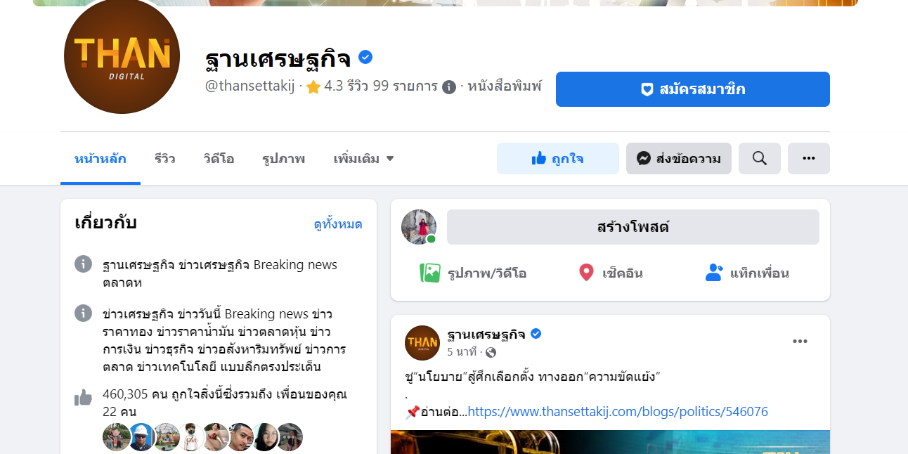 THAN
DIGITAL
ฐานเศรษฐกิจ
@thansettakij · 4.3 รีวิว 99 รายการ · หนังสือพิมพ์
สมัครสมาชิก
หน้าหลัก รีวิว วิดีโอ รูปภาพ เพิ่มเติม
ถูกใจ ส่งข้อความ
เกี่ยวกับ ดูทั้งหมด
ฐานเศรษฐกิจ ข่าวเศรษฐกิจ Breaking news
ตลาดห
ข่าวเศรษฐกิจ ข่าววันนี้ Breaking news ข่าว
ราคาทอง ข่าวราคาน้ำมัน ข่าวตลาดหุ้น ข่าว
การเงิน ข่าวธุรกิจ ข่าวอสังหาริมทรัพย์ ข่าวการ
ตลาด ข่าวเทคโนโลยี แบบลึกตรงประเด็น
460,305 คน ถูกใจสิ่งนี้ซึ่งรวมถึง เพื่อนของคุณ
22 คน
สร้างโพสต์
รูปภาพ/วิดีโอ เช็คอิน แท็กเพื่อน
THAN
ฐานเศรษฐกิจ
5 นาที ·
ชู"นโยบาย"สู้ศึกเลือกตั้ง ทางออก"ความขัดแย้ง"
.
อ่านต่อ...https://www.thansettakij.com/blogs/politics/546076